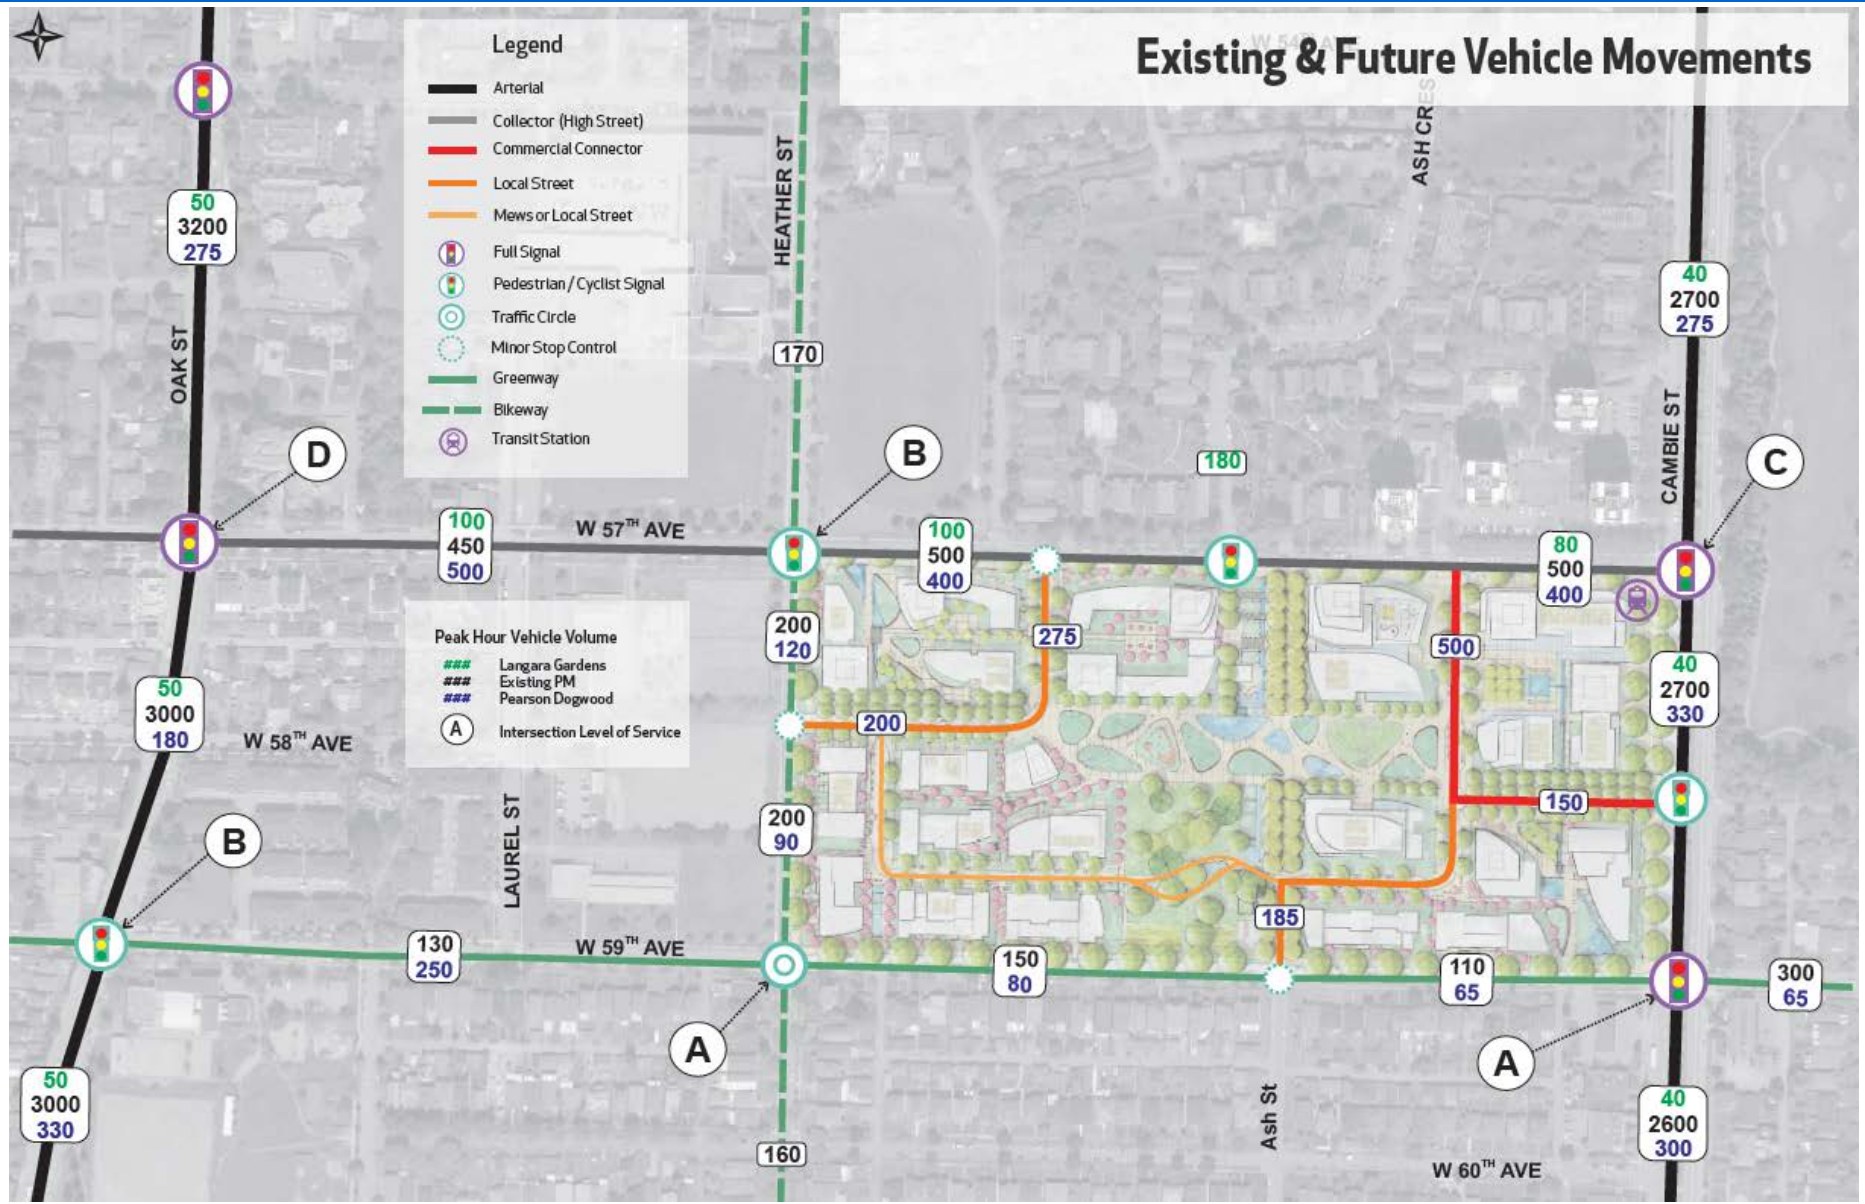 Existing & Future Vehicle Movements
W 54TH AVE
Legend
Arterial
Collector (High Street)
Commercial Connector
Local Street
Mews or Local Street
Full Signal
Pedestrian / Cyclist Signal
Traffic Circle
Minor Stop Control
Greenway
Bikeway
Transit Station
HEATHER ST
ASH CRES
OAK ST
CAMBIE ST
50
3200
275
40
2700
275
170
D
B
180
C
W 57TH AVE
100
450
500
100
500
400
80
500
400
Peak Hour Vehicle Volume
### Langara Gardens
### Existing PM
### Pearson Dogwood
A Intersection Level of Service
200
120
275
500
40
2700
330
50
3000
180
W 58TH AVE
200
150
LAUREL ST
200
90
B
185
W 59TH AVE
130
250
150
80
110
65
300
65
A
A
50
3000
330
Ash St
40
2600
300
160
W 60TH AVE